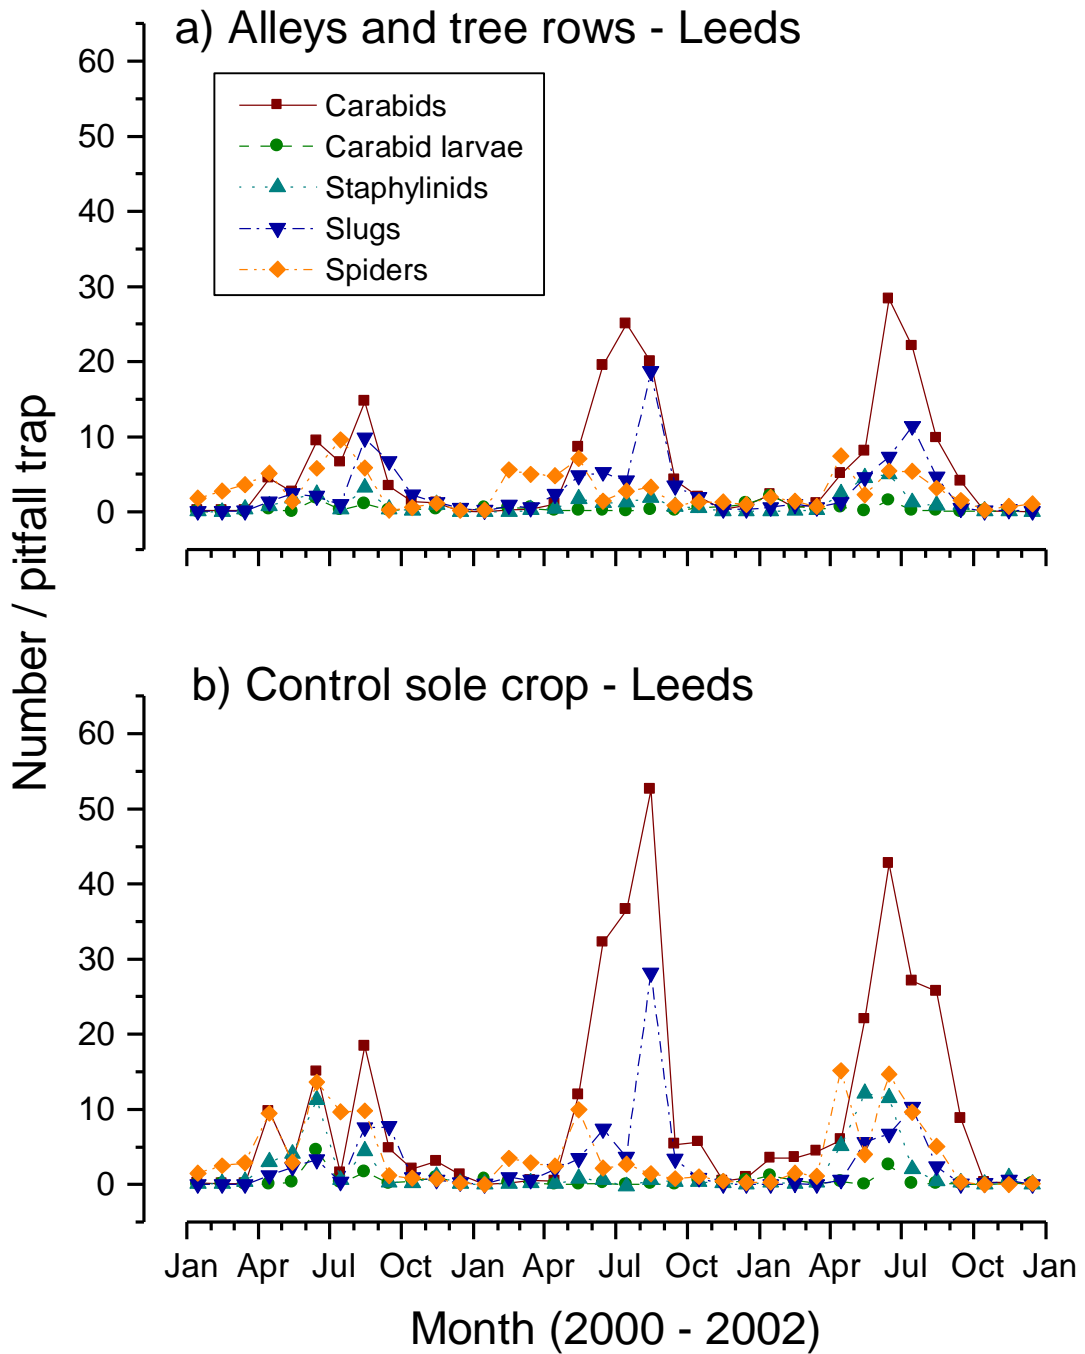 a) Alleys and tree rows - Leeds
60
50
40
30
20
10
0
Carabids
Carabid larvae
Staphylinids
Slugs
Spiders
Number / pitfall trap
b) Control sole crop - Leeds
60
50
40
30
20
10
0
Jan Apr Jul Oct Jan Apr Jul Oct Jan Apr Jul Oct Jan
Month (2000 - 2002)